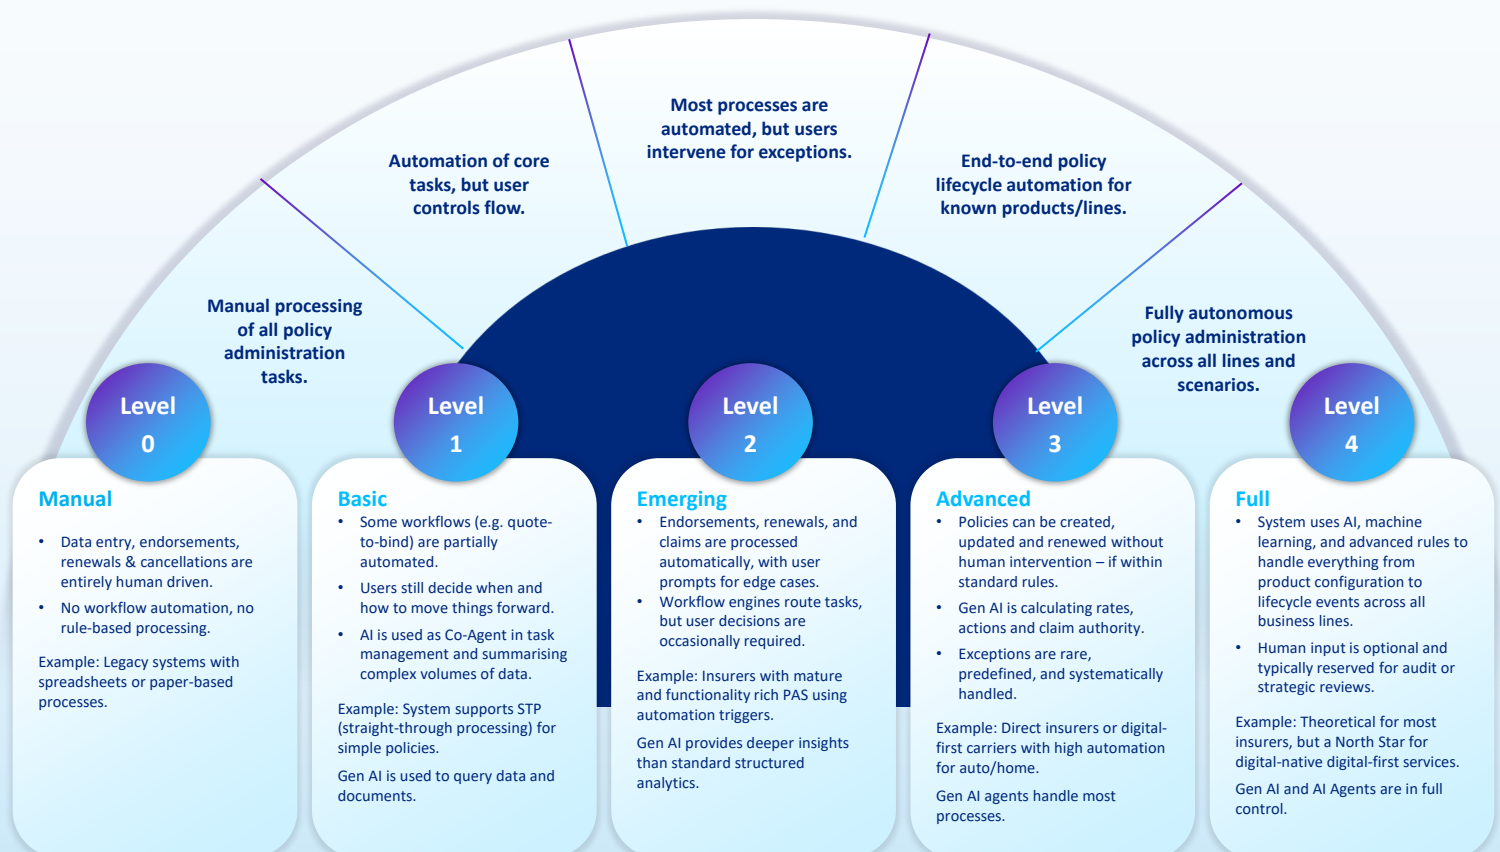 Most processes are
automated, but users
intervene for exceptions.
Automation of core
tasks, but user
controls flow.
End-to-end policy
lifecycle automation for
known products/lines.
Manual processing
of all policy
administration
tasks.
Fully autonomous
policy administration
across all lines and
scenarios.
Level
0
Level
1
Level
2
Level
3
Level
4
Manual
• Data entry, endorsements,
renewals & cancellations are
entirely human driven.
• No workflow automation, no
rule-based processing.
Example: Legacy systems with
spreadsheets or paper-based
processes.
Basic
• Some workflows (e.g. quote-
to-bind) are partially
automated.
• Users still decide when and
how to move things forward.
• AI is used as Co-Agent in task
management and summarising
complex volumes of data.
Example: System supports STP
(straight-through processing) for
simple policies.
Gen AI is used to query data and
documents.
Emerging
• Endorsements, renewals, and
claims are processed
automatically, with user
prompts for edge cases.
• Workflow engines route tasks,
but user decisions are
occasionally required.
Example: Insurers with mature
and functionality rich PAS using
automation triggers.
Gen AI provides deeper insights
than standard structured
analytics.
Advanced
• Policies can be created,
updated and renewed without
human intervention – if within
standard rules.
• Gen AI is calculating rates,
actions and claim authority.
• Exceptions are rare,
predefined, and systematically
handled.
Example: Direct insurers or digital-
first carriers with high automation
for auto/home.
Gen AI agents handle most
processes.
Full
• System uses AI, machine
learning, and advanced rules to
handle everything from
product configuration to
lifecycle events across all
business lines.
• Human input is optional and
typically reserved for audit or
strategic reviews.
Example: Theoretical for most
insurers, but a North Star for
digital-native digital-first services.
Gen AI and AI Agents are in full
control.